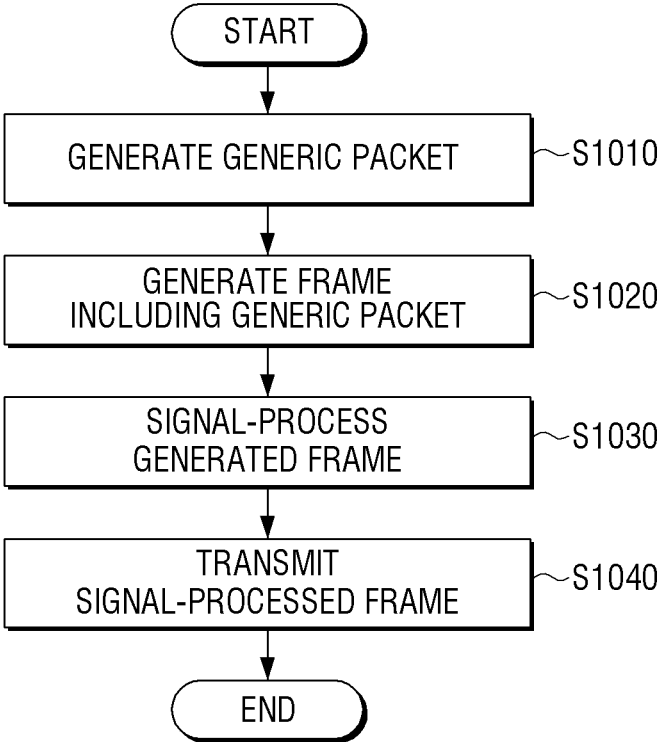 START
GENERATE GENERIC PACKET
S1010
GENERATE FRAME
INCLUDING GENERIC PACKET
S1020
SIGNAL-PROCESS
GENERATED FRAME
S1030
TRANSMIT
SIGNAL-PROCESSED FRAME
S1040
END